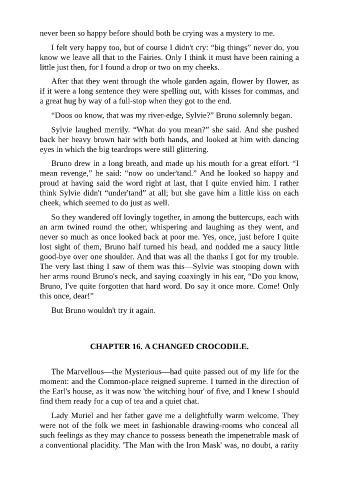 never been so happy before should both be crying was a mystery to me.
I felt very happy too, but of course I didn't cry: “big things” never do, you
know we leave all that to the Fairies. Only I think it must have been raining a
little just then, for I found a drop or two on my cheeks.
After that they went through the whole garden again, flower by flower, as
if it were a long sentence they were spelling out, with kisses for commas, and
a great hug by way of a full-stop when they got to the end.
“Doos oo know, that was my river-edge, Sylvie?” Bruno solemnly began.
Sylvie laughed merrily. “What do you mean?” she said. And she pushed
back her heavy brown hair with both hands, and looked at him with dancing
eyes in which the big teardrops were still glittering.
Bruno drew in a long breath, and made up his mouth for a great effort. “I
mean revenge,” he said: “now oo under'tand.” And he looked so happy and
proud at having said the word right at last, that I quite envied him. I rather
think Sylvie didn't “under'tand” at all; but she gave him a little kiss on each
cheek, which seemed to do just as well.
So they wandered off lovingly together, in among the buttercups, each with
an arm twined round the other, whispering and laughing as they went, and
never so much as once looked back at poor me. Yes, once, just before I quite
lost sight of them, Bruno half turned his head, and nodded me a saucy little
good-bye over one shoulder. And that was all the thanks I got for my trouble.
The very last thing I saw of them was this—Sylvie was stooping down with
her arms round Bruno's neck, and saying coaxingly in his ear, “Do you know,
Bruno, I've quite forgotten that hard word. Do say it once more. Come! Only
this once, dear!”
But Bruno wouldn't try it again.
CHAPTER 16. A CHANGED CROCODILE.
The Marvellous—the Mysterious—had quite passed out of my life for the
moment: and the Common-place reigned supreme. I turned in the direction of
the Earl's house, as it was now 'the witching hour' of five, and I knew I should
find them ready for a cup of tea and a quiet chat.
Lady Muriel and her father gave me a delightfully warm welcome. They
were not of the folk we meet in fashionable drawing-rooms who conceal all
such feelings as they may chance to possess beneath the impenetrable mask of
a conventional placidity. 'The Man with the Iron Mask' was, no doubt, a rarity